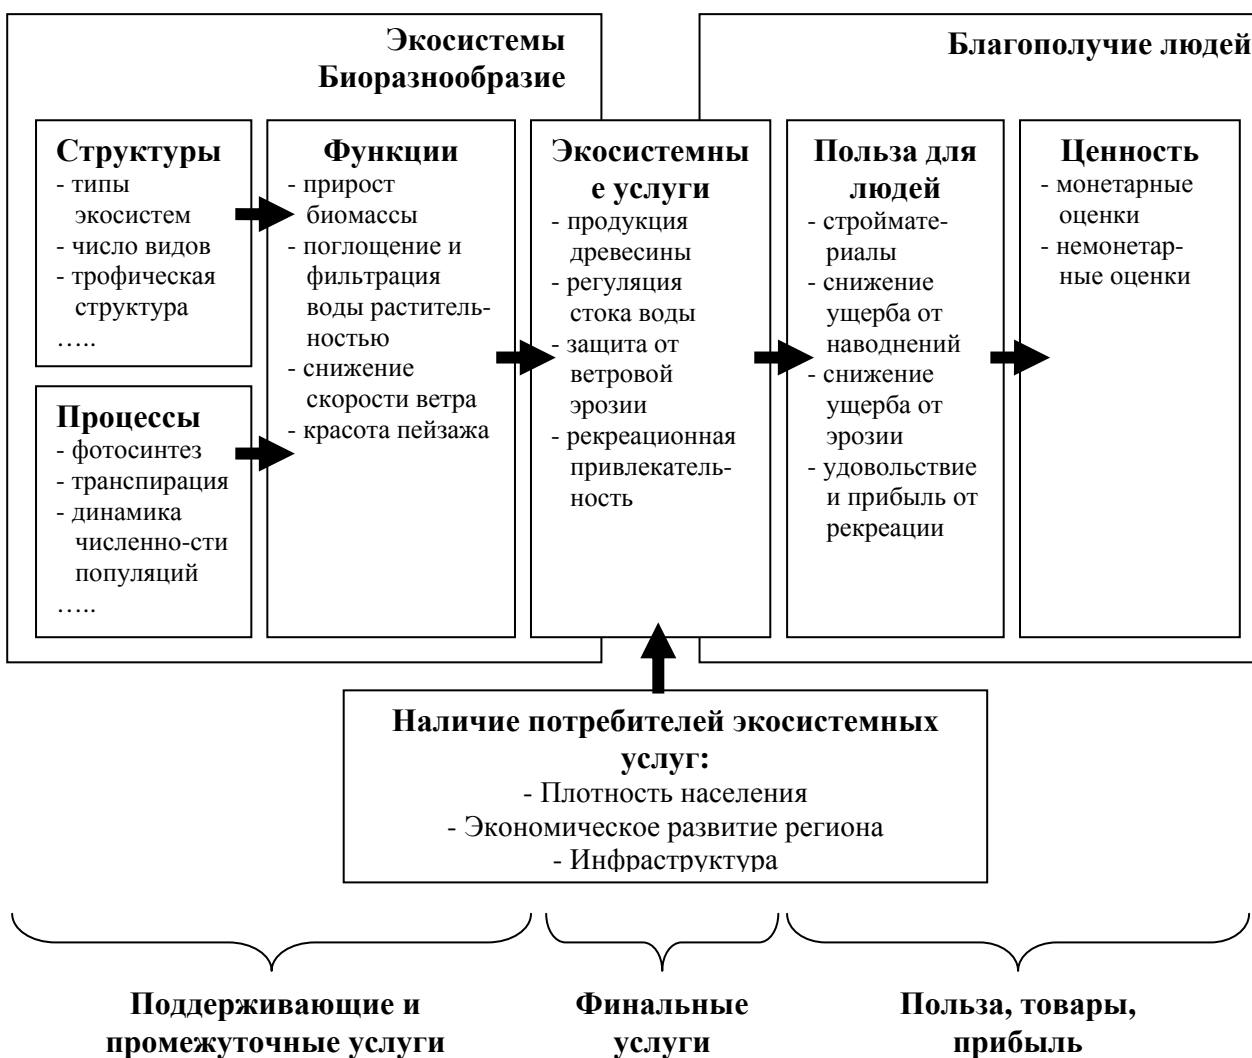 Экосистемы
Биоразнообразие
Благополучие людей
Структуры
- типы
экосистем
- число видов
- трофическая
структура
…..
Процессы
- фотосинтез
- транспирация
- динамика
численно-сти
популяций
…..
Функции
- прирост
биомассы
- поглощение и
фильтрация
воды раститель-
ностью
- снижение
скорости ветра
- красота пейзажа
Экосистемны
е услуги
- продукция
древесины
- регуляция
стока воды
- защита от
ветровой
эрозии
- рекреационная
привлекатель-
ность
Польза для
людей
- строймате-
риалы
- снижение
ущерба от
наводнений
- снижение
ущерба от
эрозии
- удовольствие
и прибыль от
рекреации
Ценность
- монетарные
оценки
- немонетар-
ные оценки
Наличие потребителей экосистемных
услуг:
- Плотность населения
- Экономическое развитие региона
- Инфраструктура
Поддерживающие и
промежуточные услуги
Финальные
услуги
Польза, товары,
прибыль